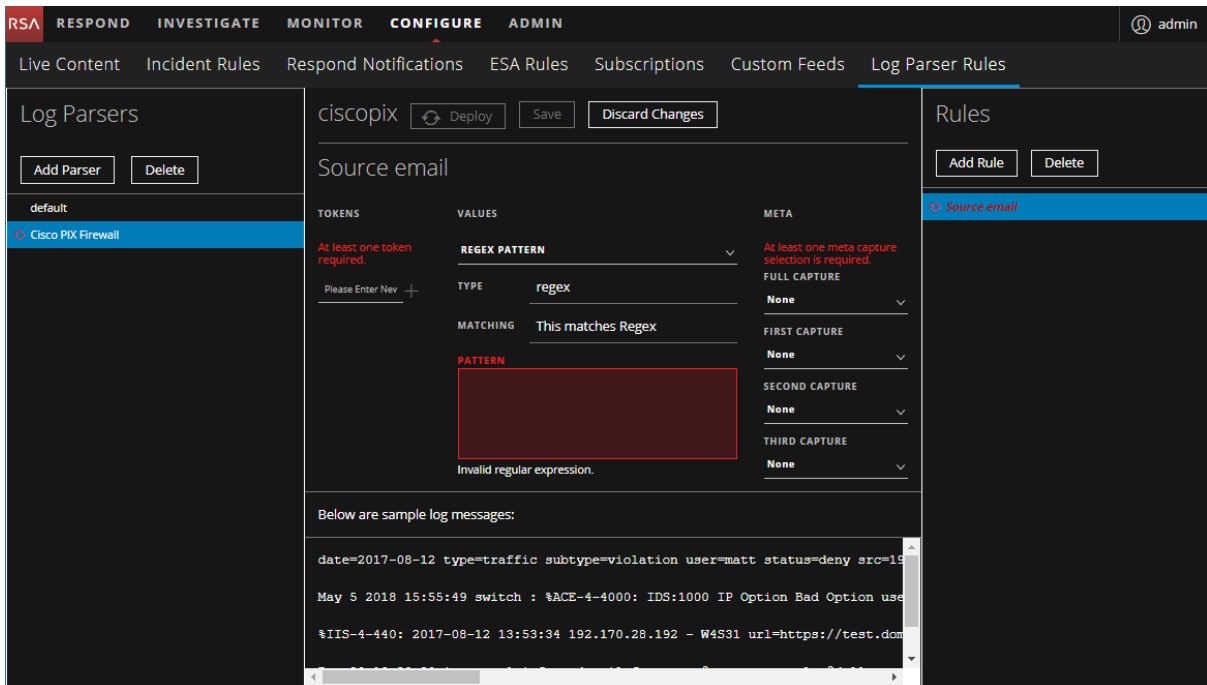 RSA RESPOND INVESTIGATE MONITOR CONFIGURE ADMIN admin
Live Content Incident Rules Respond Notifications ESA Rules Subscriptions Custom Feeds Log Parser Rules
Log Parsers
Add Parser Delete
default
Cisco PIX Firewall
ciscopix Deploy Save Discard Changes
Source email
TOKENS
At least one token
required.
Please Enter Nev
VALUES
REGEX PATTERN
TYPE regex
MATCHING This matches Regex
PATTERN
Invalid regular expression.
META
At least one meta capture
selection is required.
FULL CAPTURE
None
FIRST CAPTURE
None
SECOND CAPTURE
None
THIRD CAPTURE
None
Below are sample log messages:
date=2017-08-12 type=traffic subtype=violation user=matt status=deny src=19
May 5 2018 15:55:49 switch : %ACE-4-4000: IDS:1000 IP Option Bad Option use
%IIS-4-440: 2017-08-12 13:53:34 192.170.28.192 - W4S31 url=https://test.dom
Rules
Add Rule Delete
Source email